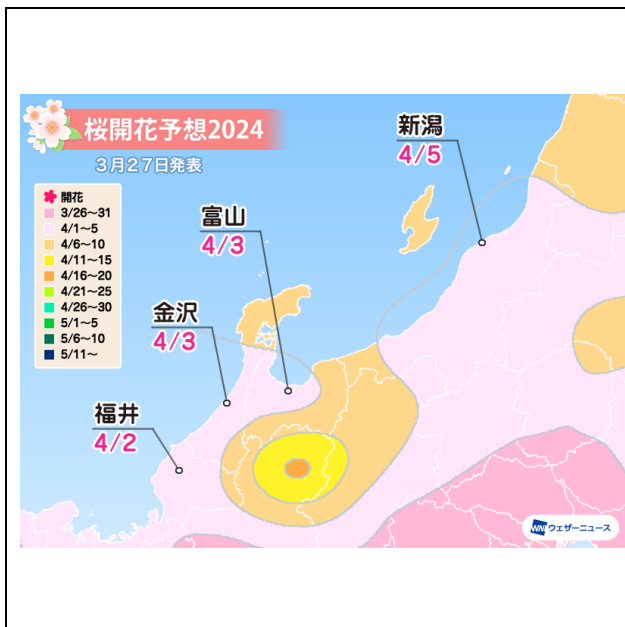 桜開花予想2024
3月27日発表
新潟
4/5
富山
4/3
金沢
4/3
福井
4/2
開花
3/26～31
4/1～5
4/6～10
4/11～15
4/16～20
4/21～25
4/26～30
5/1～5
5/6～10
5/11～
WN ウェザーニュース